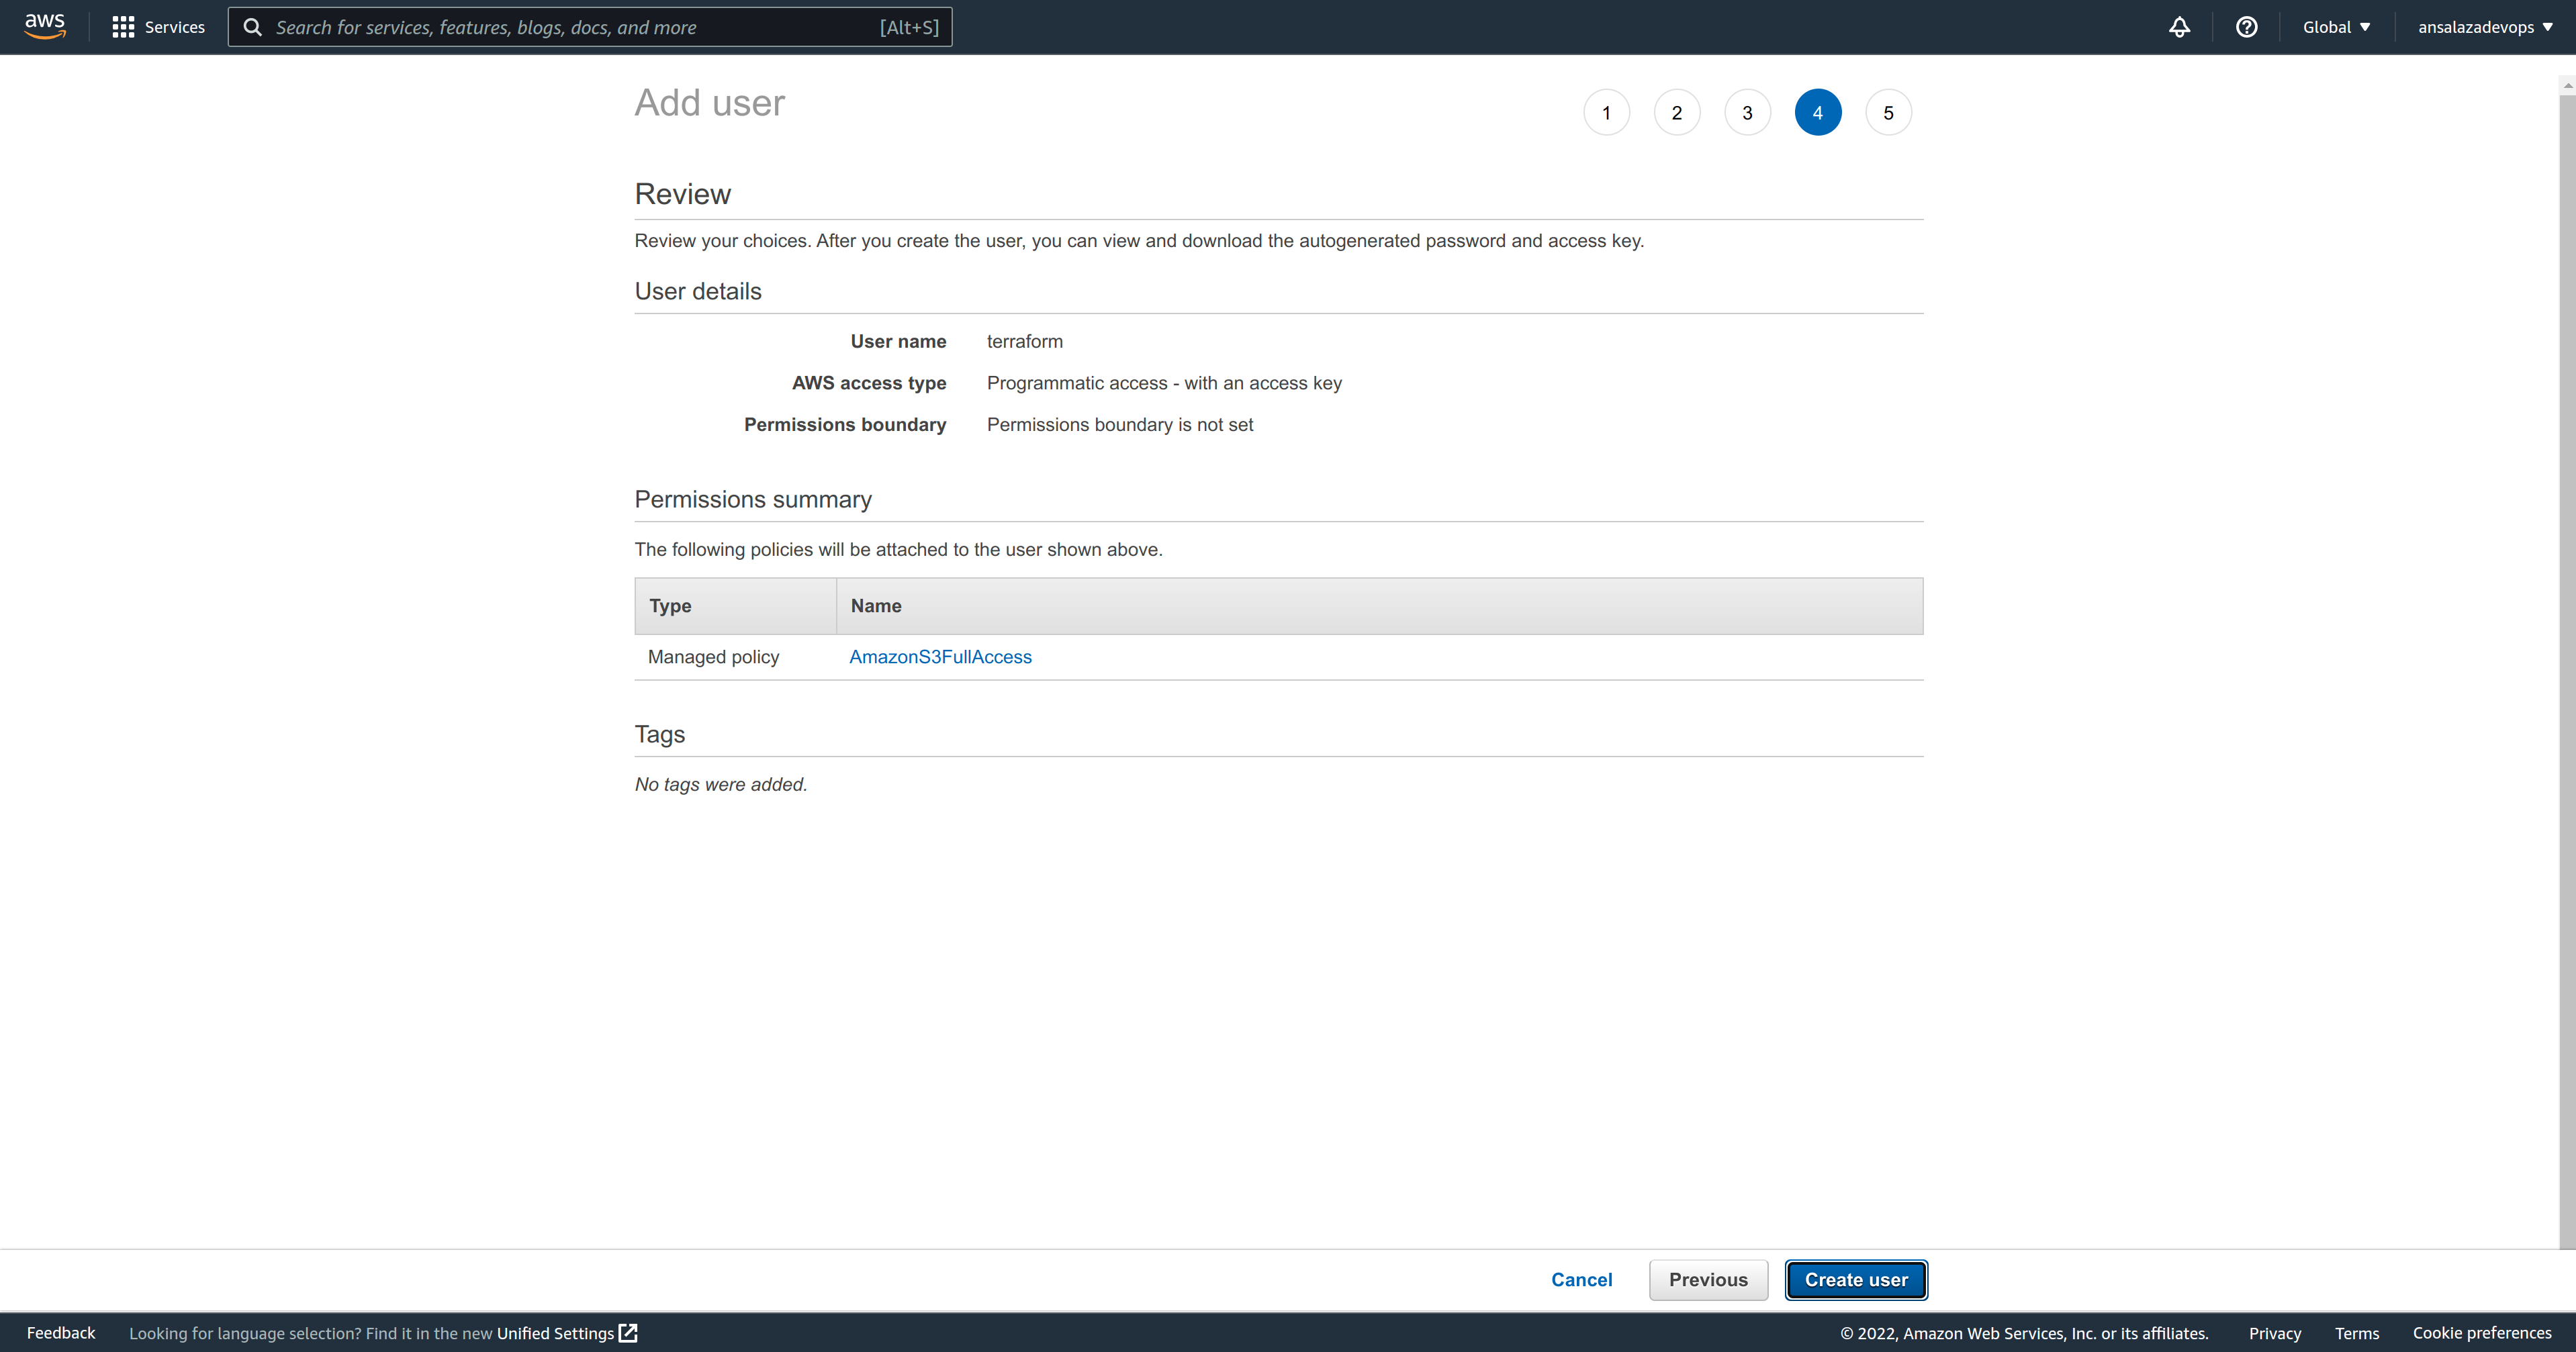 aws Services Search for services, features, blogs, docs, and more [Alt+S] Global ansalazadevops
Add user 1 2 3 4 5
Review
Review your choices. After you create the user, you can view and download the autogenerated password and access key.
User details
User name terraform
AWS access type Programmatic access - with an access key
Permissions boundary Permissions boundary is not set
Permissions summary
The following policies will be attached to the user shown above.
Type Name
Managed policy AmazonS3FullAccess
Tags
No tags were added.
Cancel Previous Create user
Feedback Looking for language selection? Find it in the new Unified Settings © 2022, Amazon Web Services, Inc. or its affiliates. Privacy Terms Cookie preferences